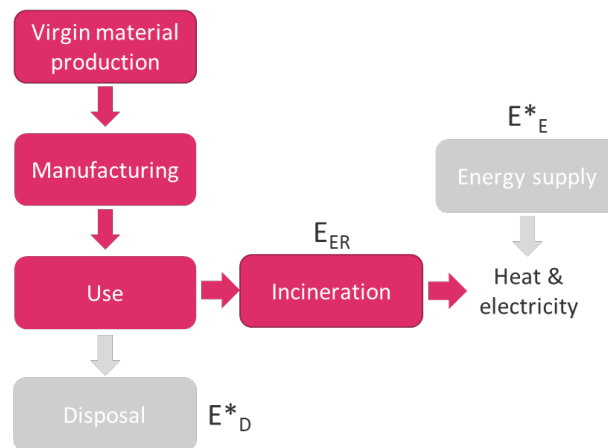 Virgin material
production
Manufacturing
E*E
Energy supply
EER
Use
Incineration
Heat &
electricity
Disposal
E*D